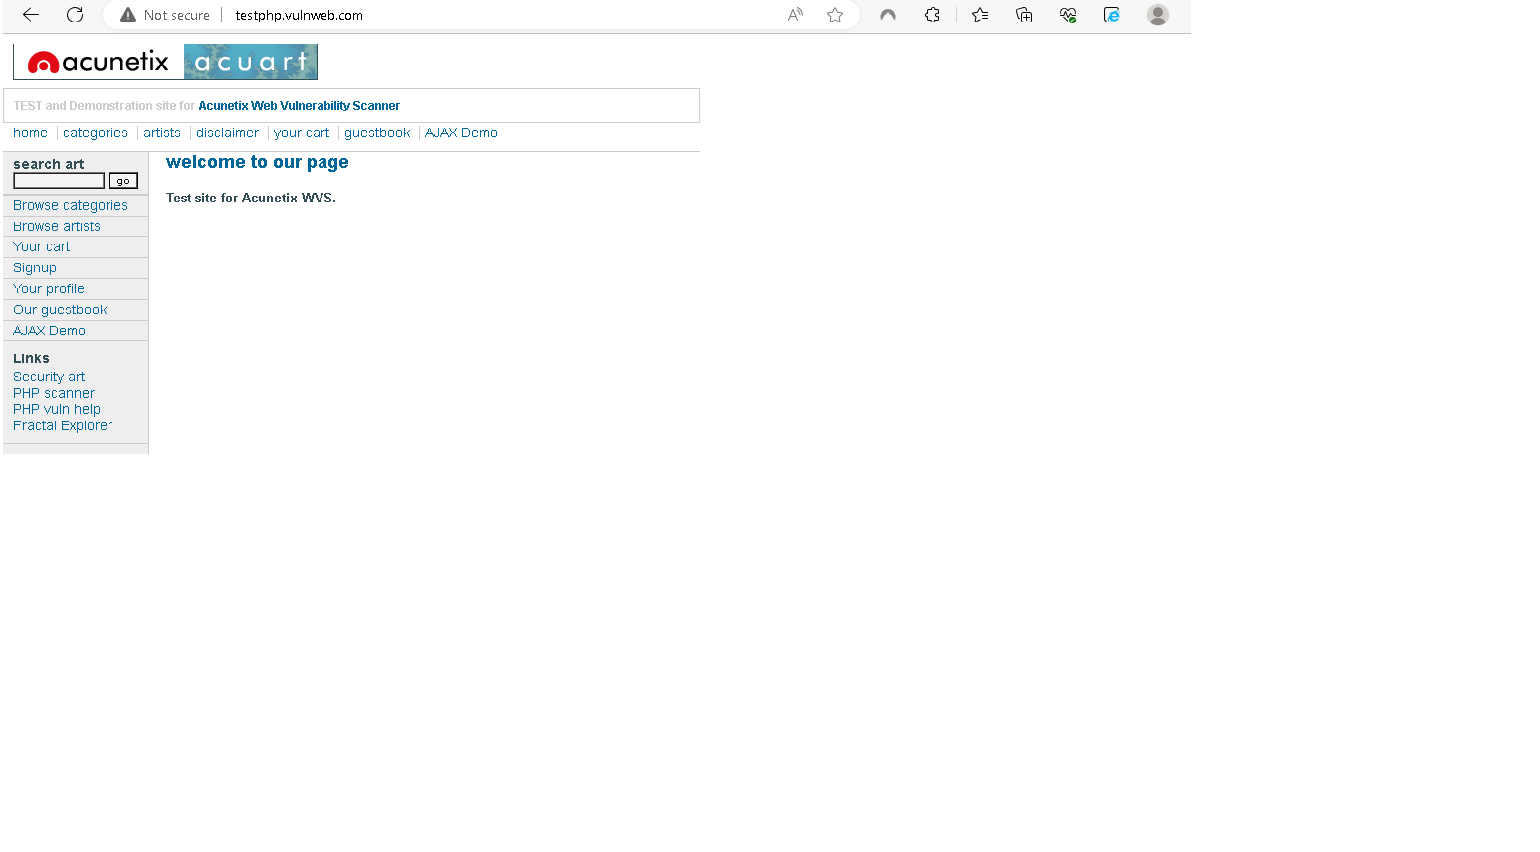 Not secure testphp.vulnweb.com
acunetix acuart
TEST and Demonstration site for Acunetix Web Vulnerability Scanner
home categories artists disclaimer your cart guestbook AJAX Demo
search art
go
welcome to our page
Test site for Acunetix WVS.
Browse categories
Browse artists
Your cart
Signup
Your profile
Our guestbook
AJAX Demo
Links
Security art
PHP scanner
PHP vuln help
Fractal Explorer